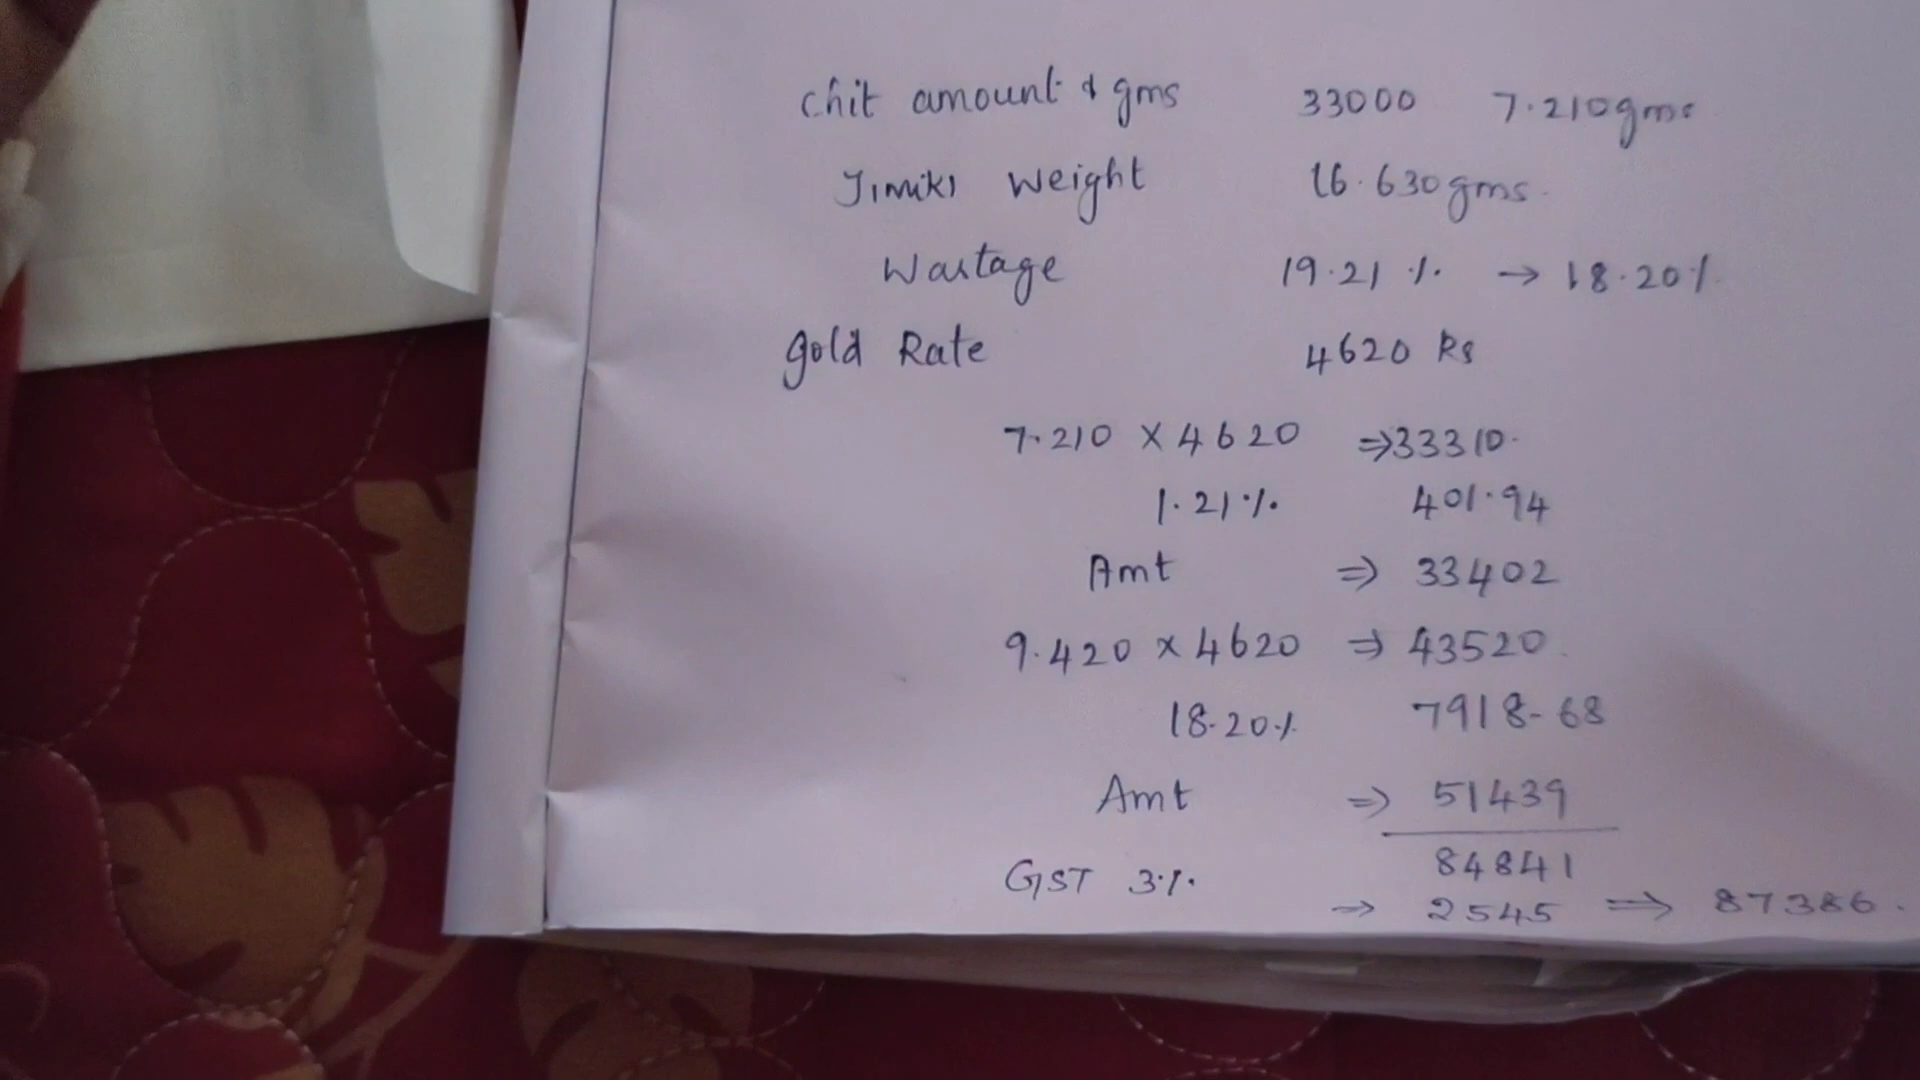 chit amount & gms 33000 7.210gms
Jimiki Weight 16.630gms.
Wastage 19.21 % → 18.20%
gold Rate 4620 Rs
7.210 X 4620 ⇒33310.
1.21% 401.94
Amt ⇒ 33402
9.420 x 4620 ⇒ 43520.
18.20% 7918-68
Amt ⇒ 51439
84841
GST 3%. → 2545 ⇒ 87386.